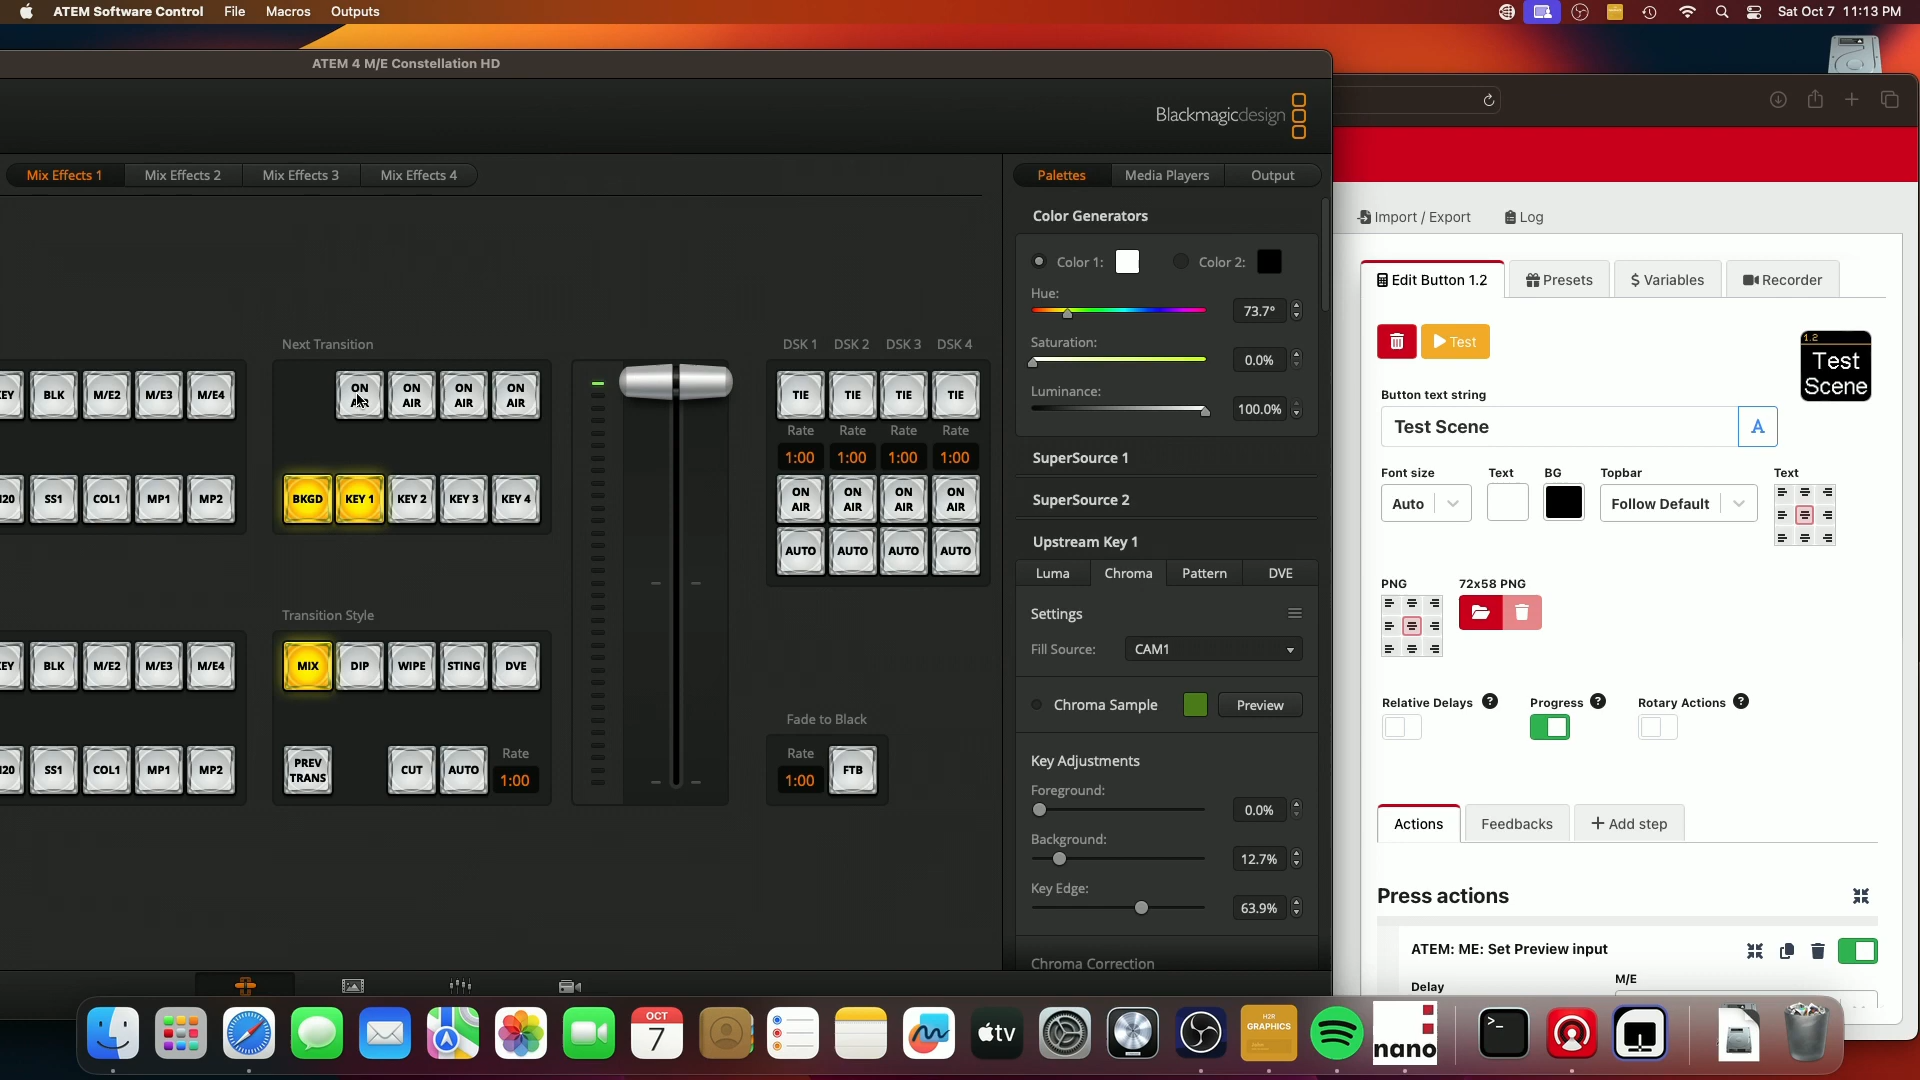 ATEM Software Control File Macros Outputs
Sat Oct 7 11:13 PM
ATEM 4 M/E Constellation HD
Blackmagicdesign
Mix Effects 1 Mix Effects 2 Mix Effects 3 Mix Effects 4
Palettes Media Players Output
Color Generators
Color 1: Color 2:
Hue:
73.7°
Saturation:
0.0%
Luminance:
100.0%
SuperSource 1
SuperSource 2
Upstream Key 1
Luma Chroma Pattern DVE
Settings
Fill Source: CAM1
Chroma Sample Preview
Key Adjustments
Foreground:
0.0%
Background:
12.7%
Key Edge:
63.9%
Chroma Correction
Next Transition
DSK 1 DSK 2 DSK 3 DSK 4
EY BLK M/E2 M/E3 M/E4
ON AIR ON AIR ON AIR ON AIR
TIE TIE TIE TIE
Rate Rate Rate Rate
1:00 1:00 1:00 1:00
120 SS1 COL1 MP1 MP2
BKGD KEY 1 KEY 2 KEY 3 KEY 4
ON AIR ON AIR ON AIR ON AIR
AUTO AUTO AUTO AUTO
Transition Style
EY BLK M/E2 M/E3 M/E4
MIX DIP WIPE STING DVE
Fade to Black
120 SS1 COL1 MP1 MP2
PREV TRANS CUT AUTO
Rate
1:00
Rate
1:00
FTB
Import / Export Log
Edit Button 1.2 Presets $ Variables Recorder
Test
1.2
Test
Scene
Button text string
Test Scene A
Font size Text BG Topbar Text
Auto Follow Default
PNG 72x58 PNG
Relative Delays ? Progress ? Rotary Actions ?
Actions Feedbacks + Add step
Press actions
ATEM: ME: Set Preview input
Delay M/E
OCT
7
tv
H2R
GRAPHICS
nano